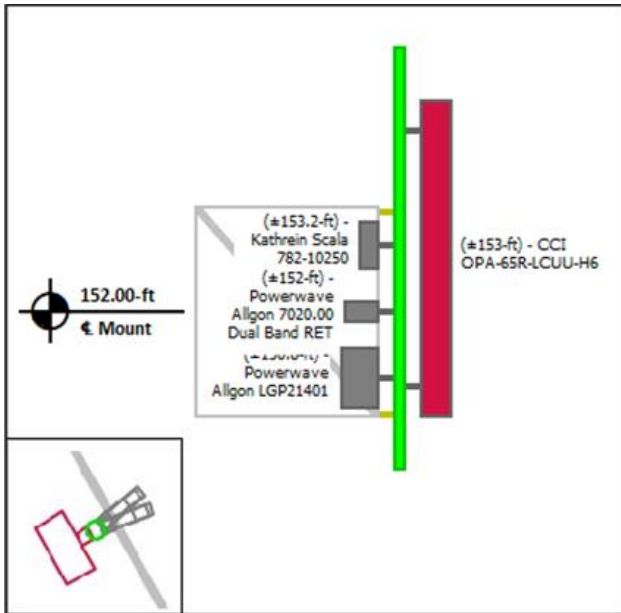 (±153.2-ft) -
Kathrein Scala
782-10250
(±152-ft) -
Powerwave
Allgon 7020.00
Dual Band RET
Powerwave
Allgon LGP21401
(±153-ft) - CCI
OPA-65R-LCUU-H6
152.00-ft
℄ Mount